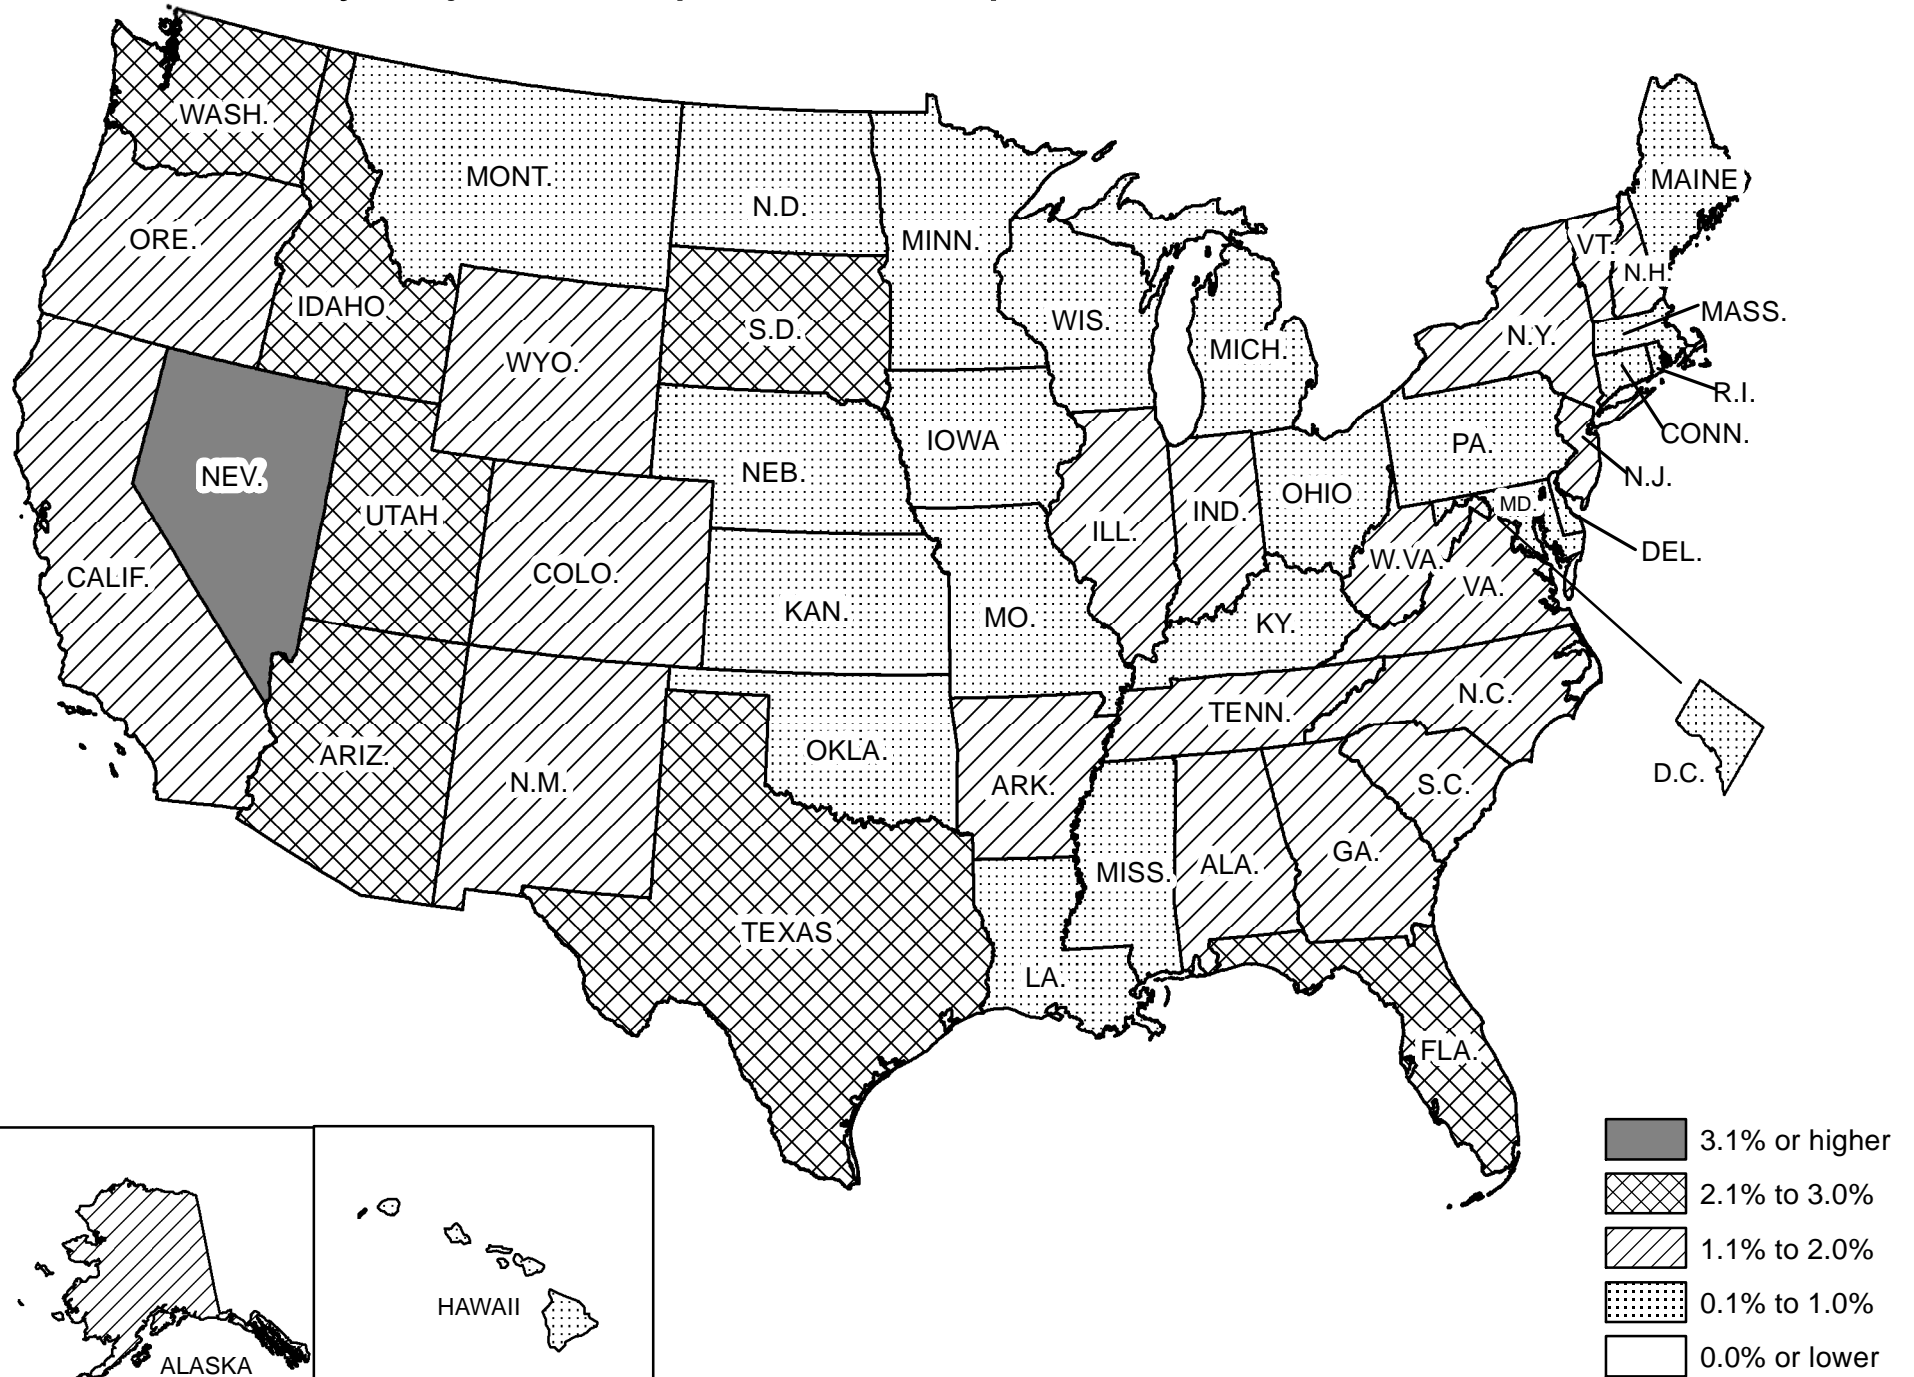 WASH.
MONT.
N.D.
MINN.
MAINE
ORE.
IDAHO
S.D.
WIS.
MICH.
VT.
N.H.
MASS.
N.Y.
WYO.
R.I.
CONN.
NEV.
UTAH
NEB.
IOWA
PA.
N.J.
OHIO
MD.
IND.
ILL.
DEL.
CALIF.
COLO.
KAN.
MO.
W.VA.
VA.
KY.
N.C.
TENN.
ARIZ.
N.M.
OKLA.
ARK.
S.C.
D.C.
MISS.
ALA.
GA.
TEXAS
LA.
FLA.
ALASKA
HAWAII
3.1% or higher
2.1% to 3.0%
1.1% to 2.0%
0.1% to 1.0%
0.0% or lower